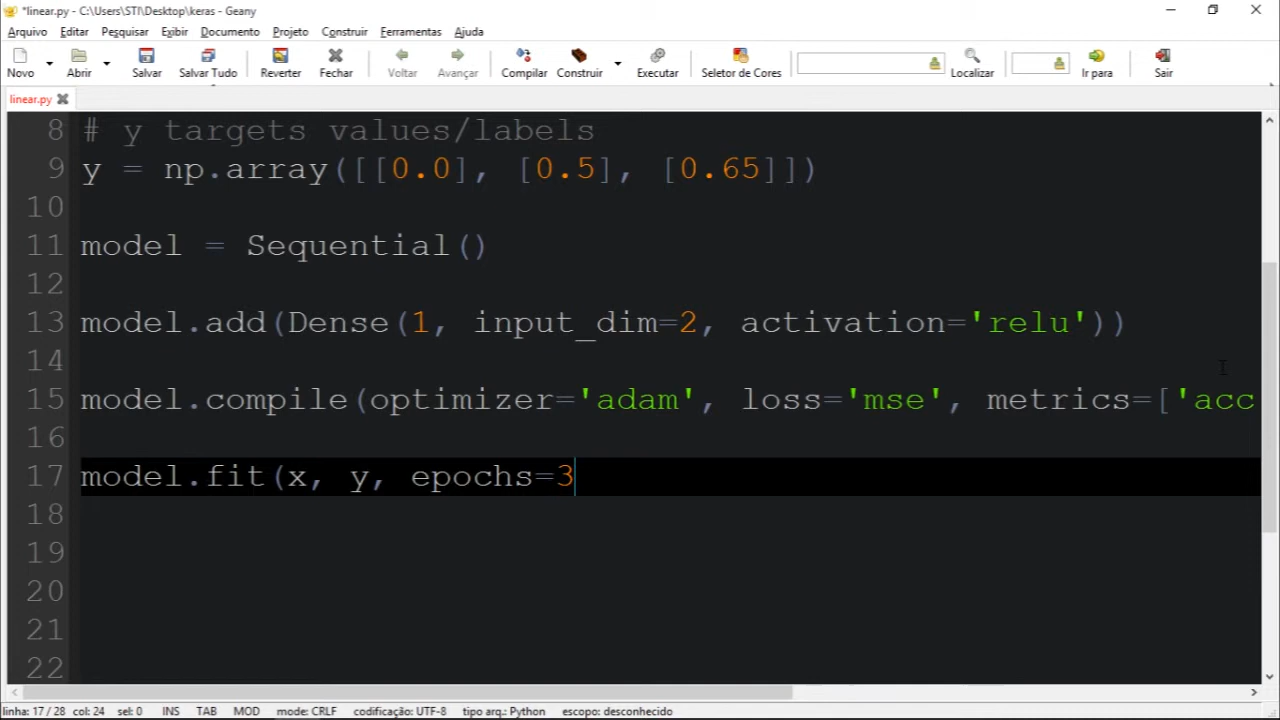 *linear.py - C:\Users\STI\Desktop\keras - Geany
Arquivo Editar Pesquisar Exibir Documento Projeto Construir Ferramentas Ajuda
Novo Abrir Salvar Salvar Tudo Reverter Fechar Voltar Avançar Compilar Construir Executar Seletor de Cores Localizar Ir para Sair
linear.py
8 # y targets values/labels
9 y = np.array([[0.0], [0.5], [0.65]])
10
11 model = Sequential()
12
13 model.add(Dense(1, input_dim=2, activation='relu'))
14
15 model.compile(optimizer='adam', loss='mse', metrics=['acc
16
17 model.fit(x, y, epochs=3
18
19
20
21
22
linha: 17 / 28 col: 24 sel: 0 INS TAB MOD mode: CRLF codificação: UTF-8 tipo arq.: Python escopo: desconhecido